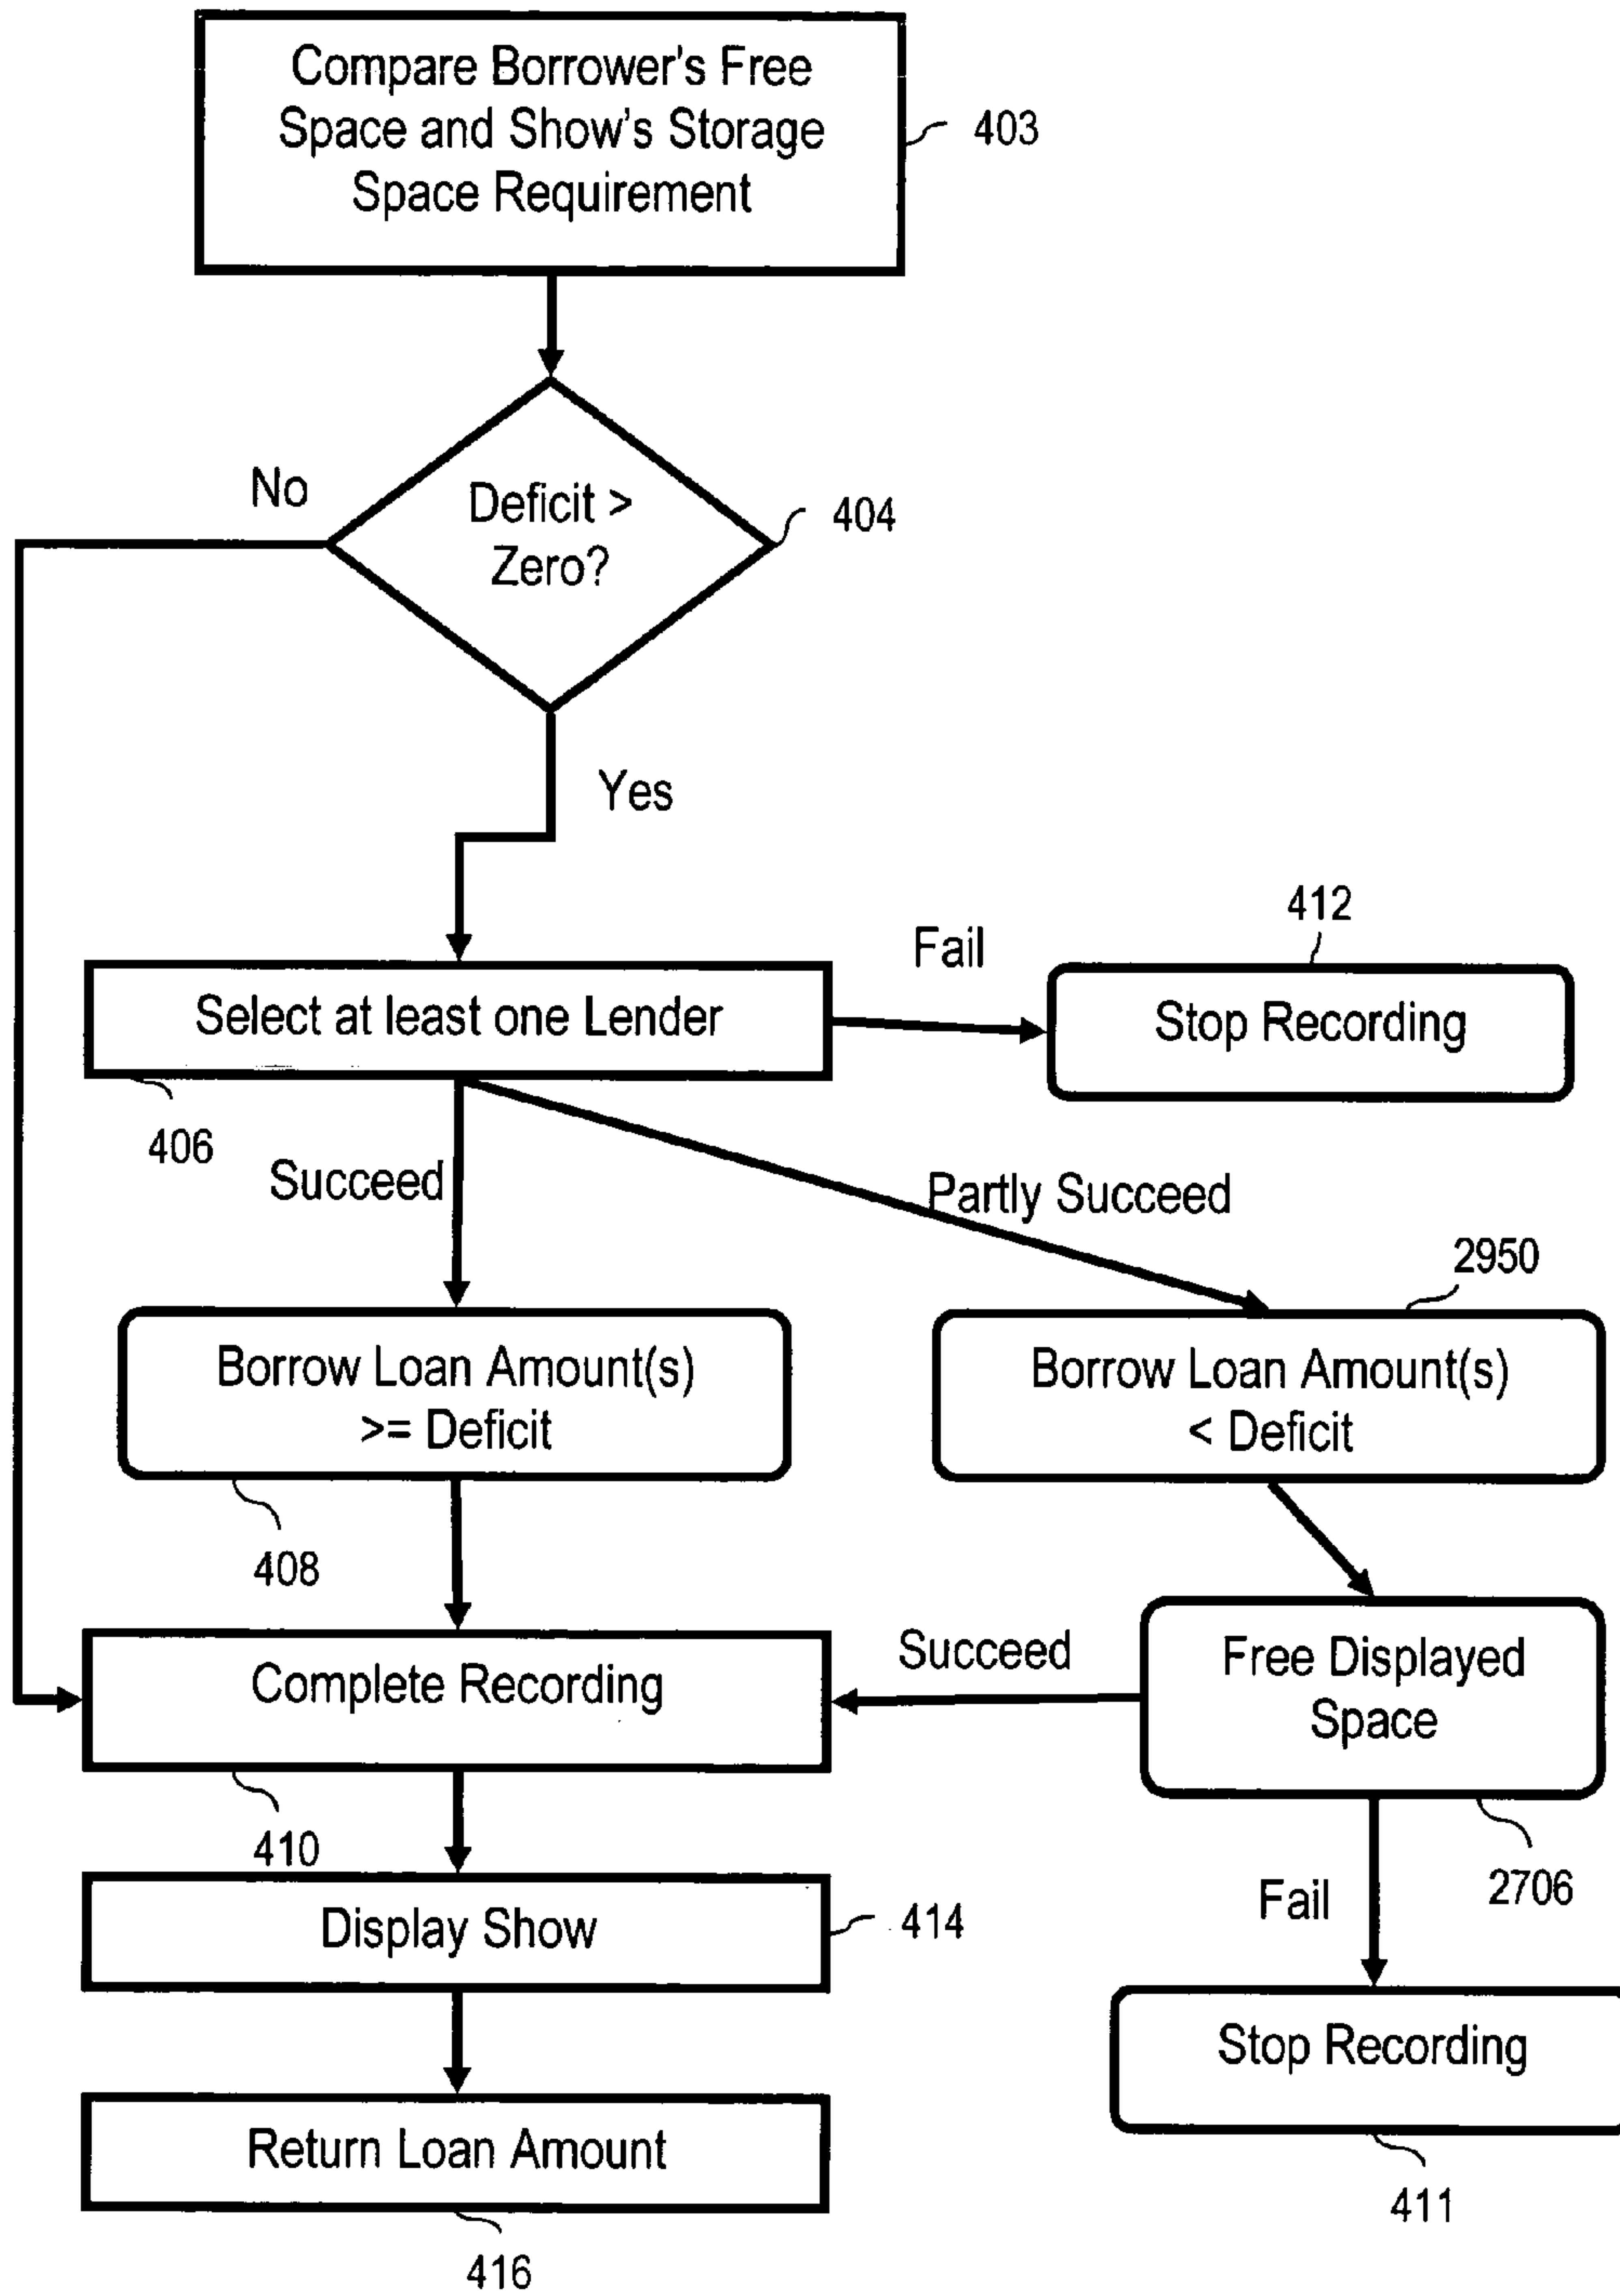 Compare Borrower's Free
Space and Show's Storage
Space Requirement
403
No
Deficit >
Zero?
404
Yes
412
Fail
Select at least one Lender
Stop Recording
406
Succeed
Partly Succeed
2950
Borrow Loan Amount(s)
>= Deficit
Borrow Loan Amount(s)
< Deficit
408
Succeed
Complete Recording
Free Displayed
Space
410
2706
Fail
Display Show
414
Stop Recording
Return Loan Amount
411
416